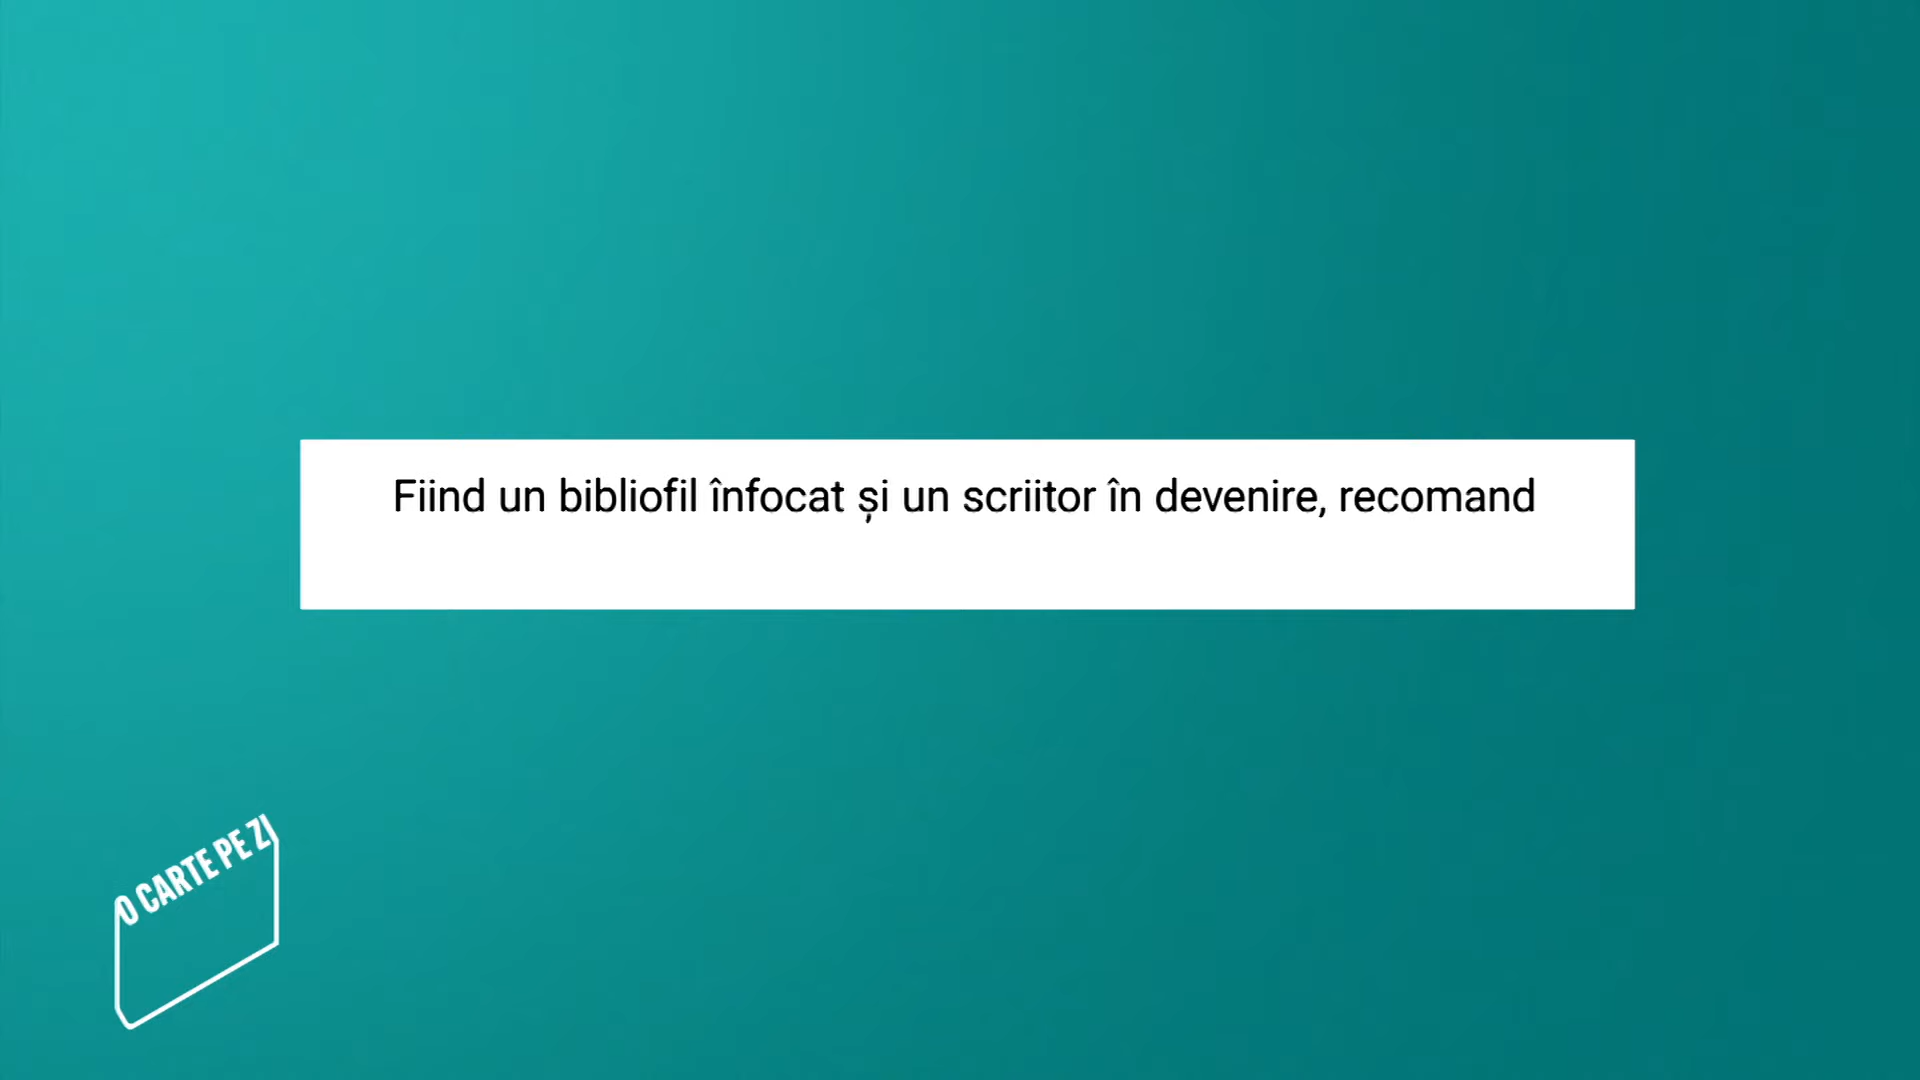 Fiind un bibliofil înfocat și un scriitor în devenire, recomand
O CARTE PE ZI